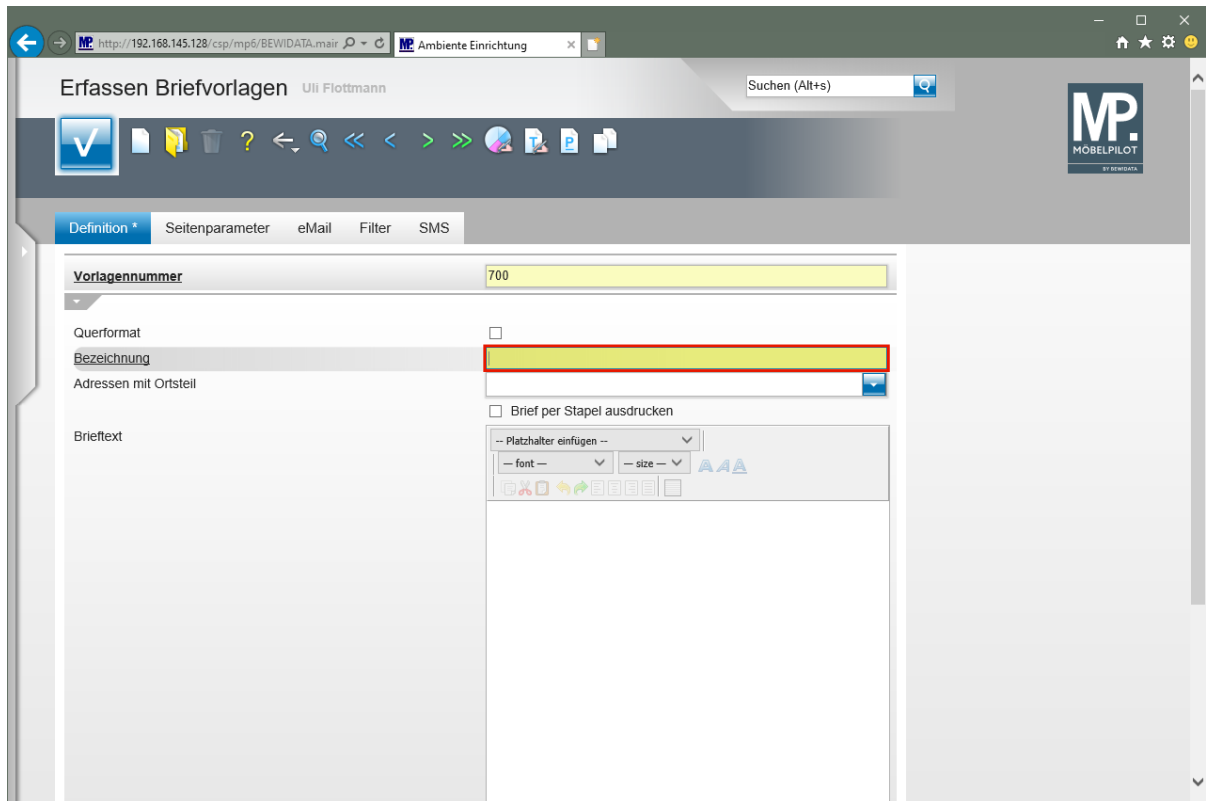 http://192.168.145.128/csp/mp6/BEWIDATA.mair
Ambiente Einrichtung
Erfassen Briefvorlagen Uli Flottmann
Suchen (Alt+s)
MP.
MÖBELPILOT
BY BEWIDATA
Definition * Seitenparameter eMail Filter SMS
Vorlagennummer 700
Querformat
Bezeichnung
Adressen mit Ortsteil
Brief per Stapel ausdrucken
Brieftext
-- Platzhalter einfügen --
— font — — size —